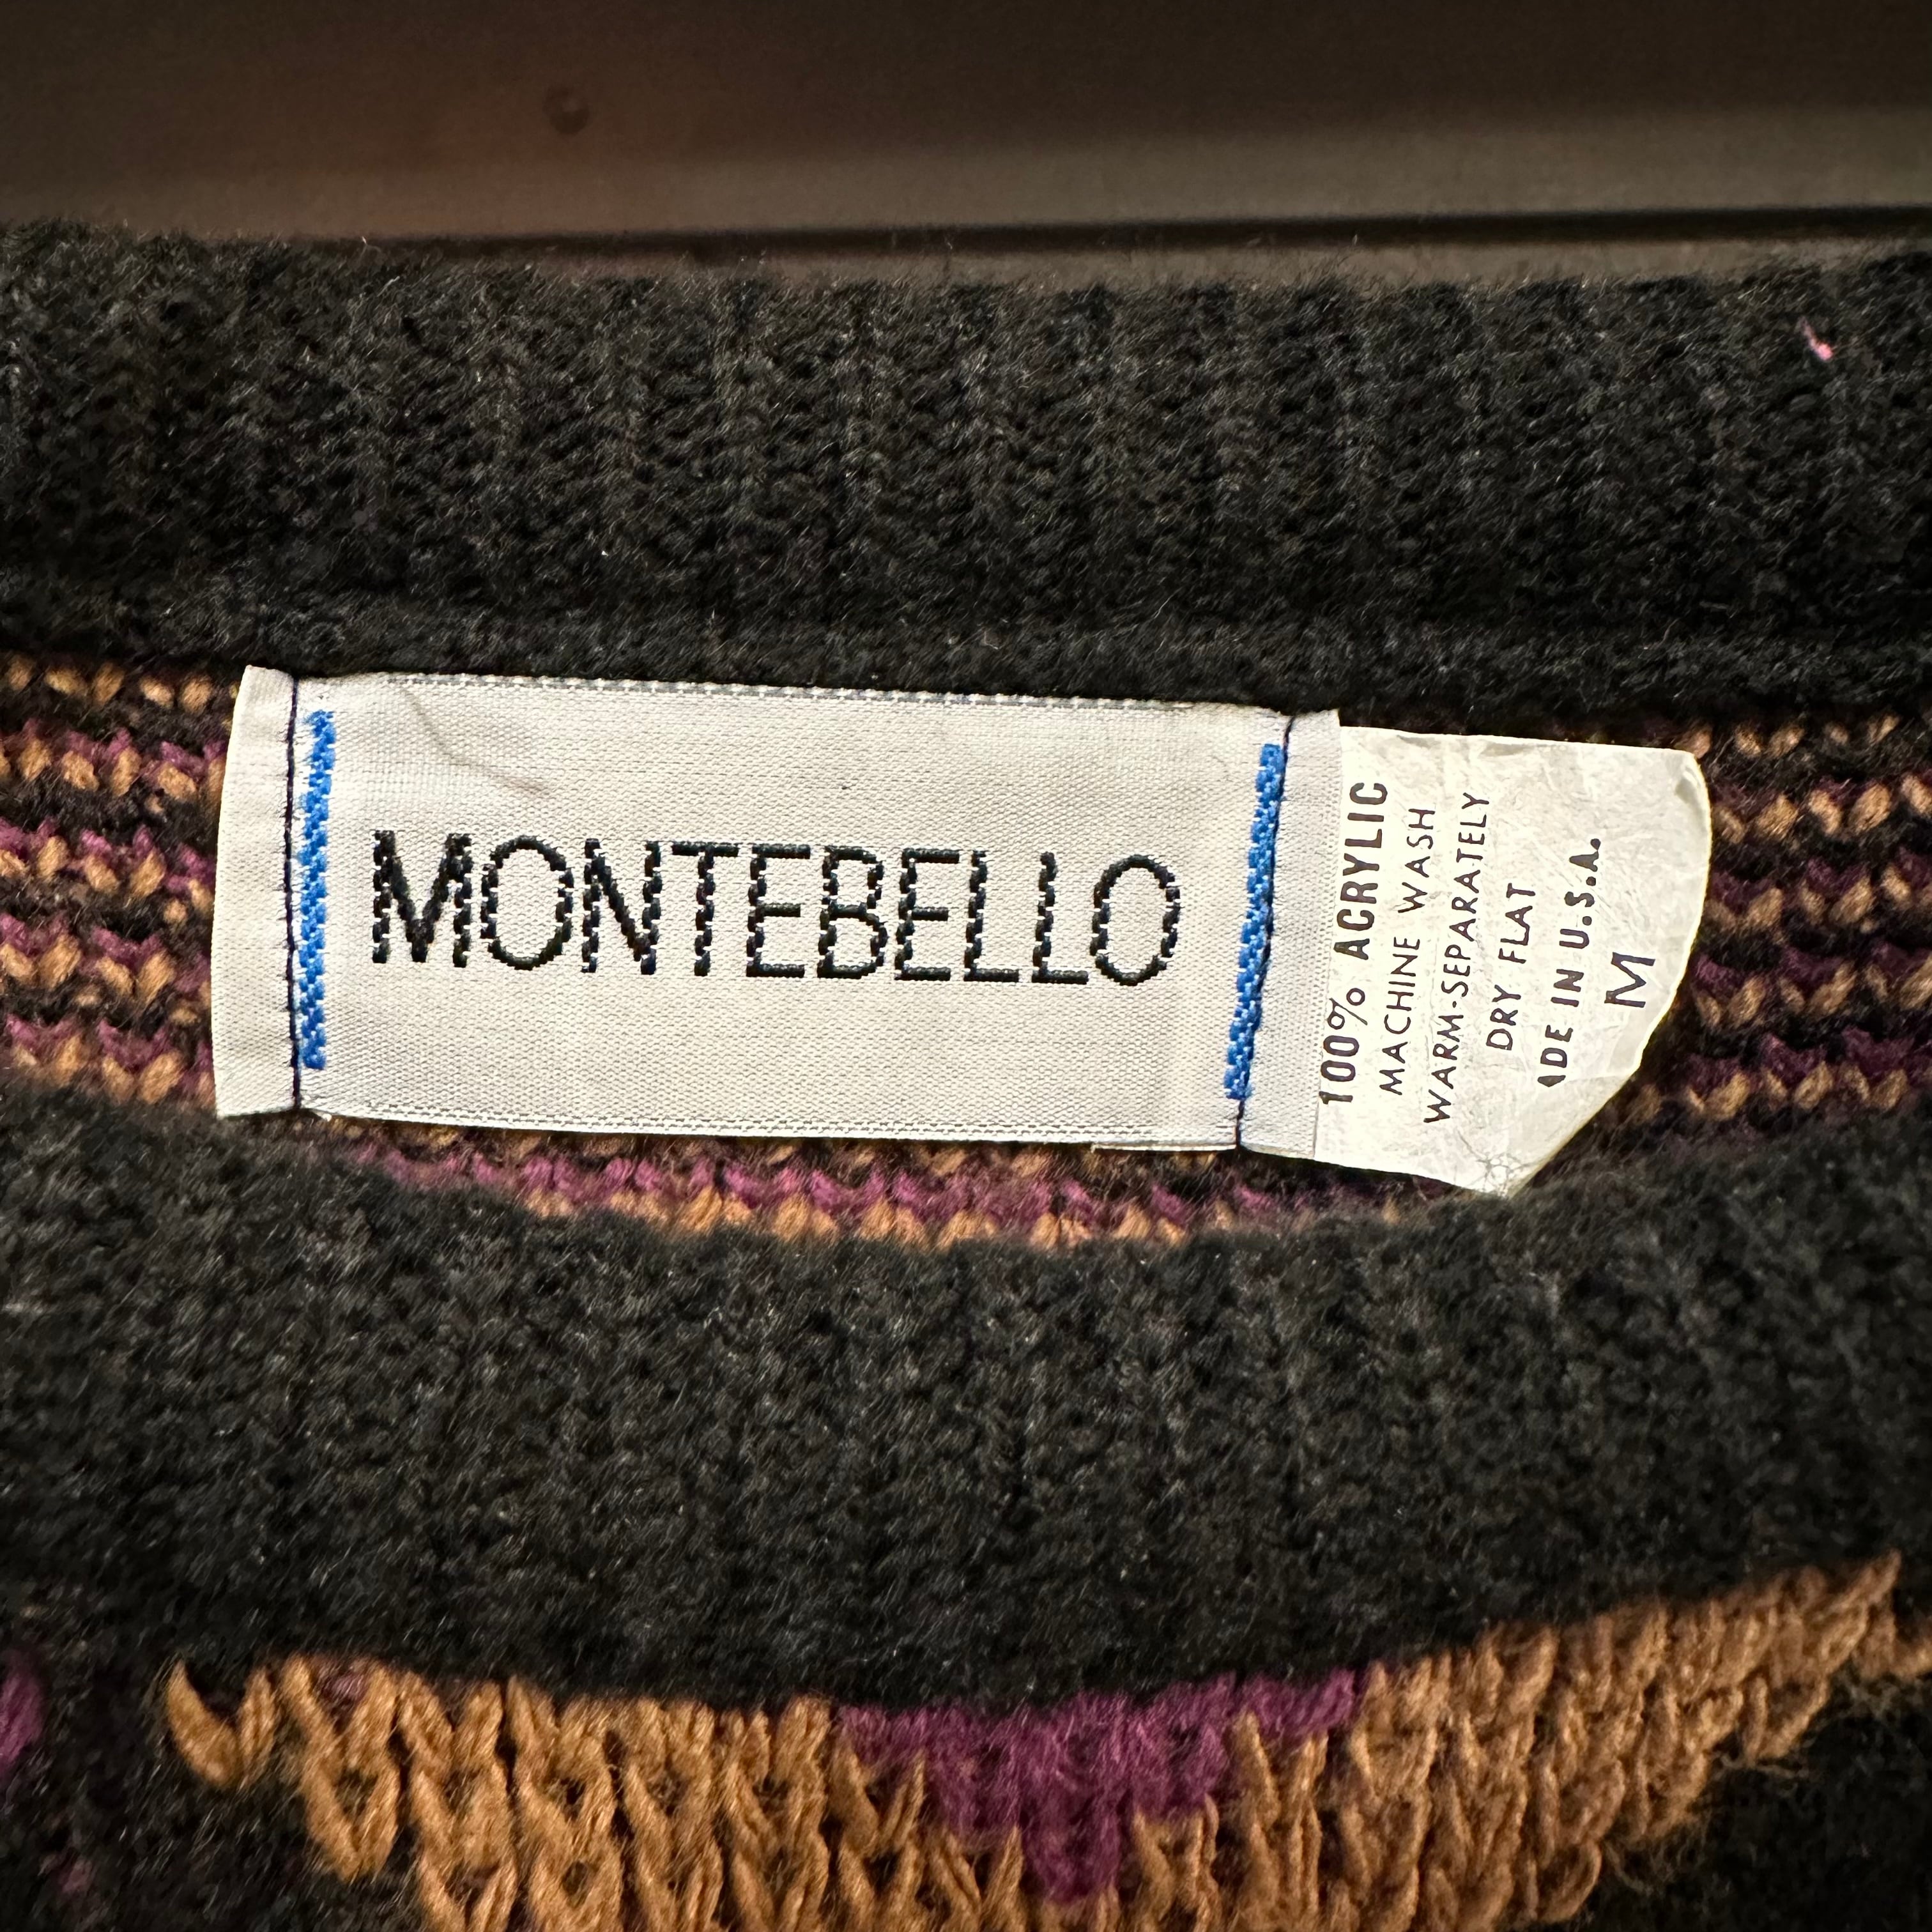 MONTEBELLO
100% ACRYLIC
MACHINE WASH
WARM-SEPARATELY
DRY FLAT
ADE IN U.S.A.
M